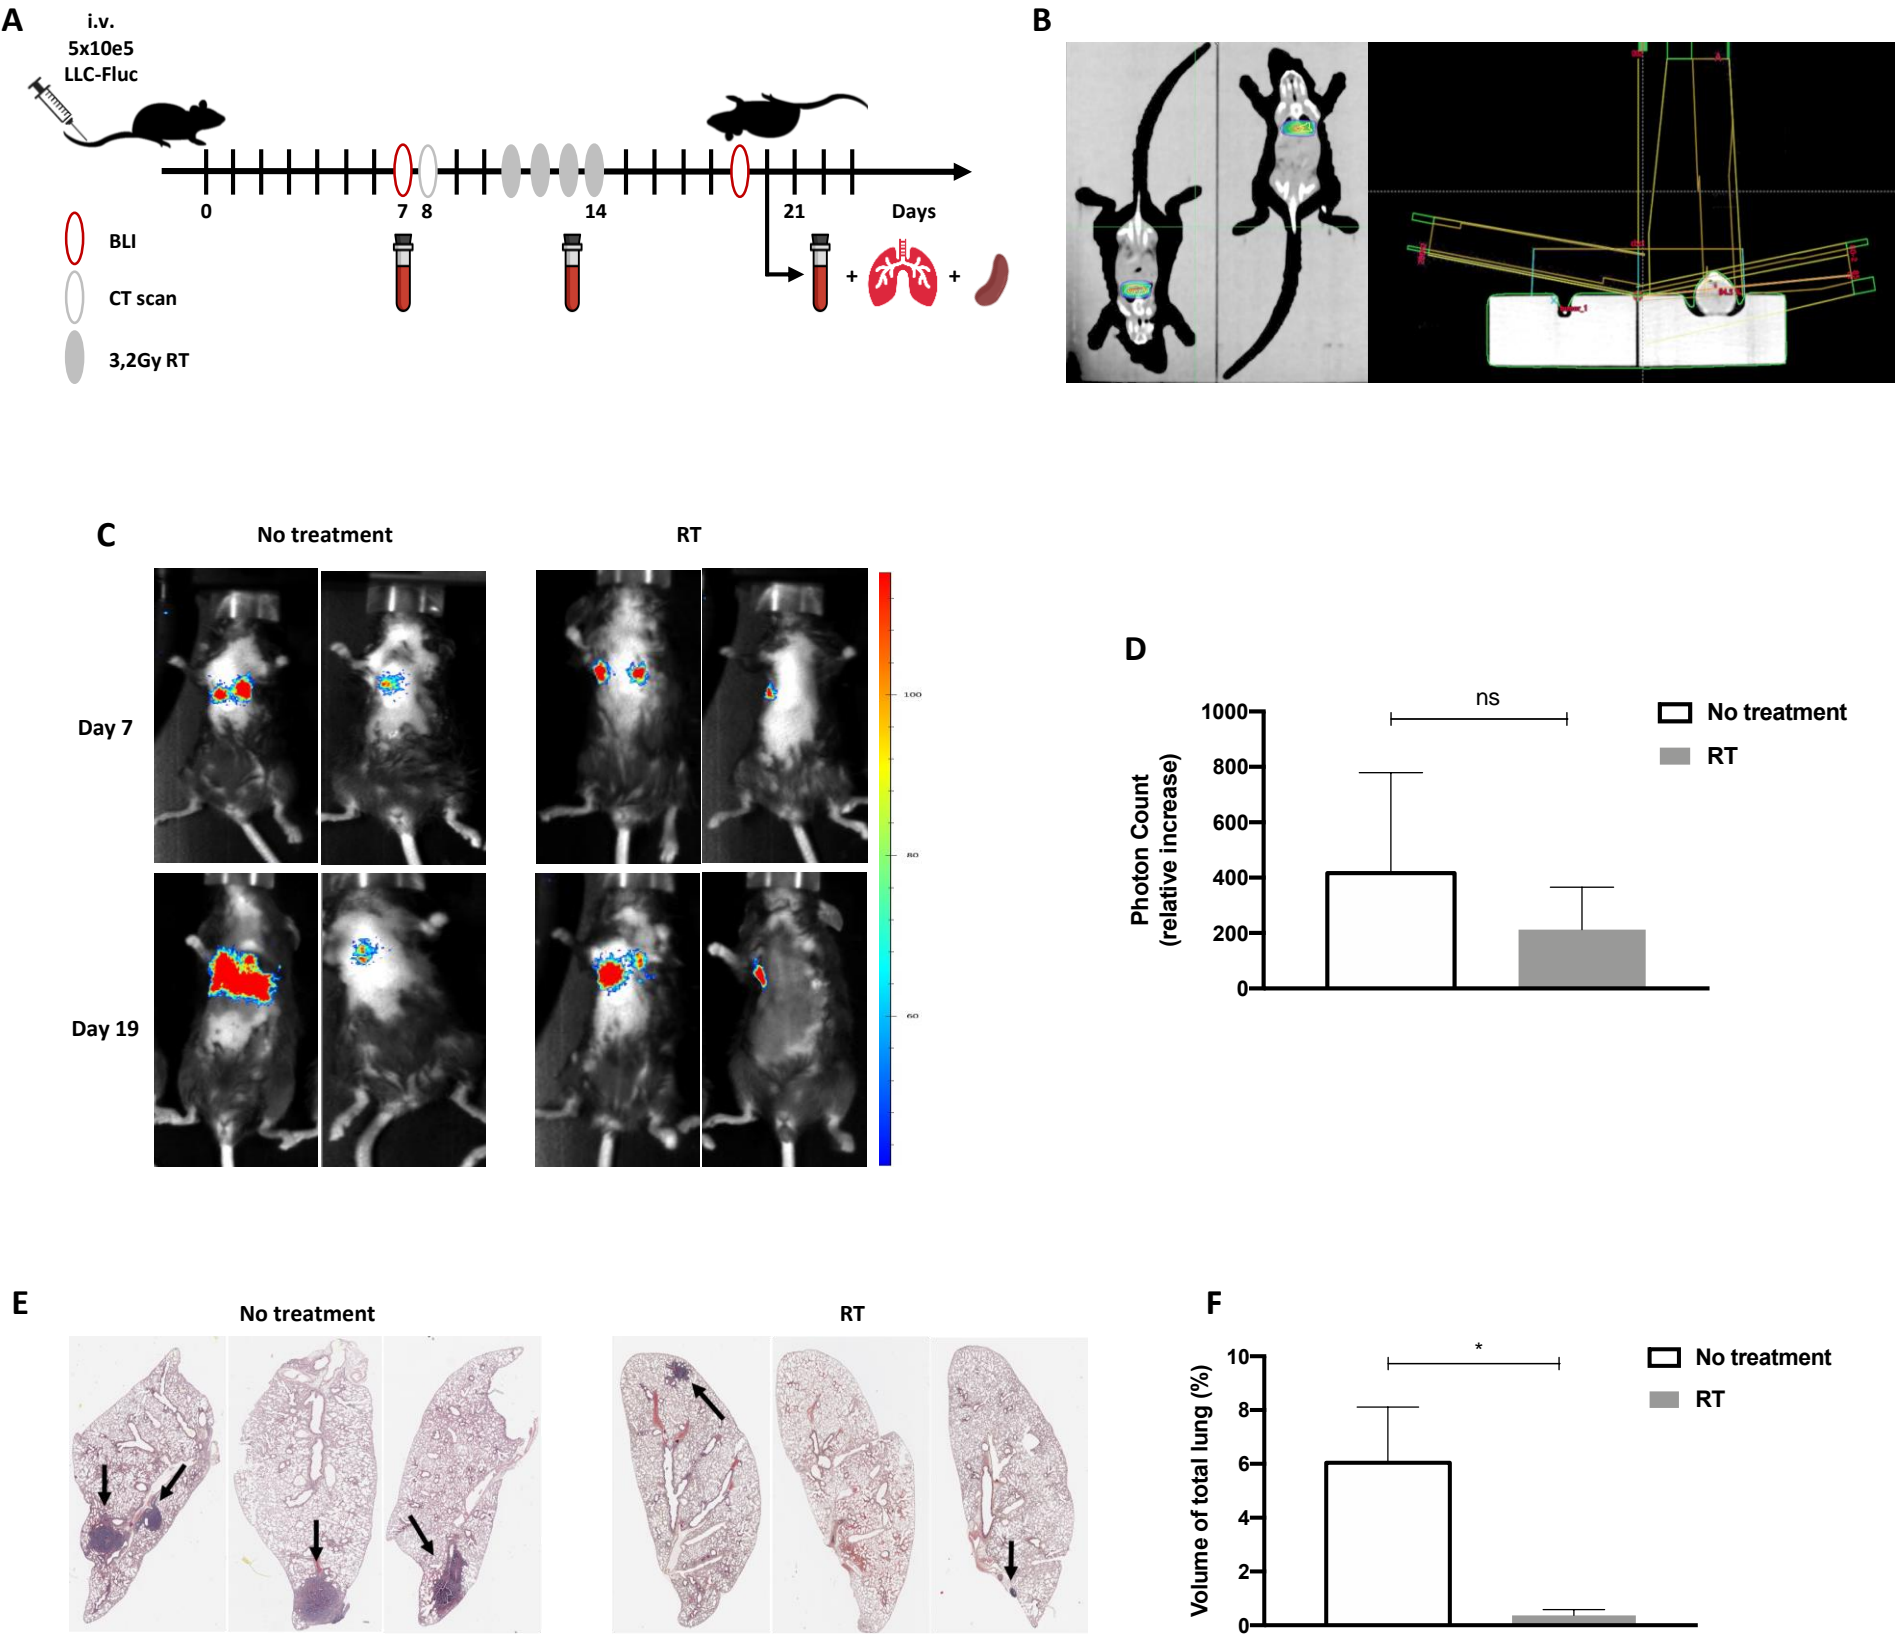 A
i.v.
5x10e5
LLC-Fluc
0
7
8
14
21
Days
BLI
CT scan
3,2Gy RT
+
+
B
C
No treatment
RT
Day 7
Day 19
100
80
60
D
ns
1000
800
600
400
200
0
Photon Count
(relative increase)
No treatment
RT
E
No treatment
RT
F
*
10
8
6
4
2
0
Volume of total lung (%)
No treatment
RT